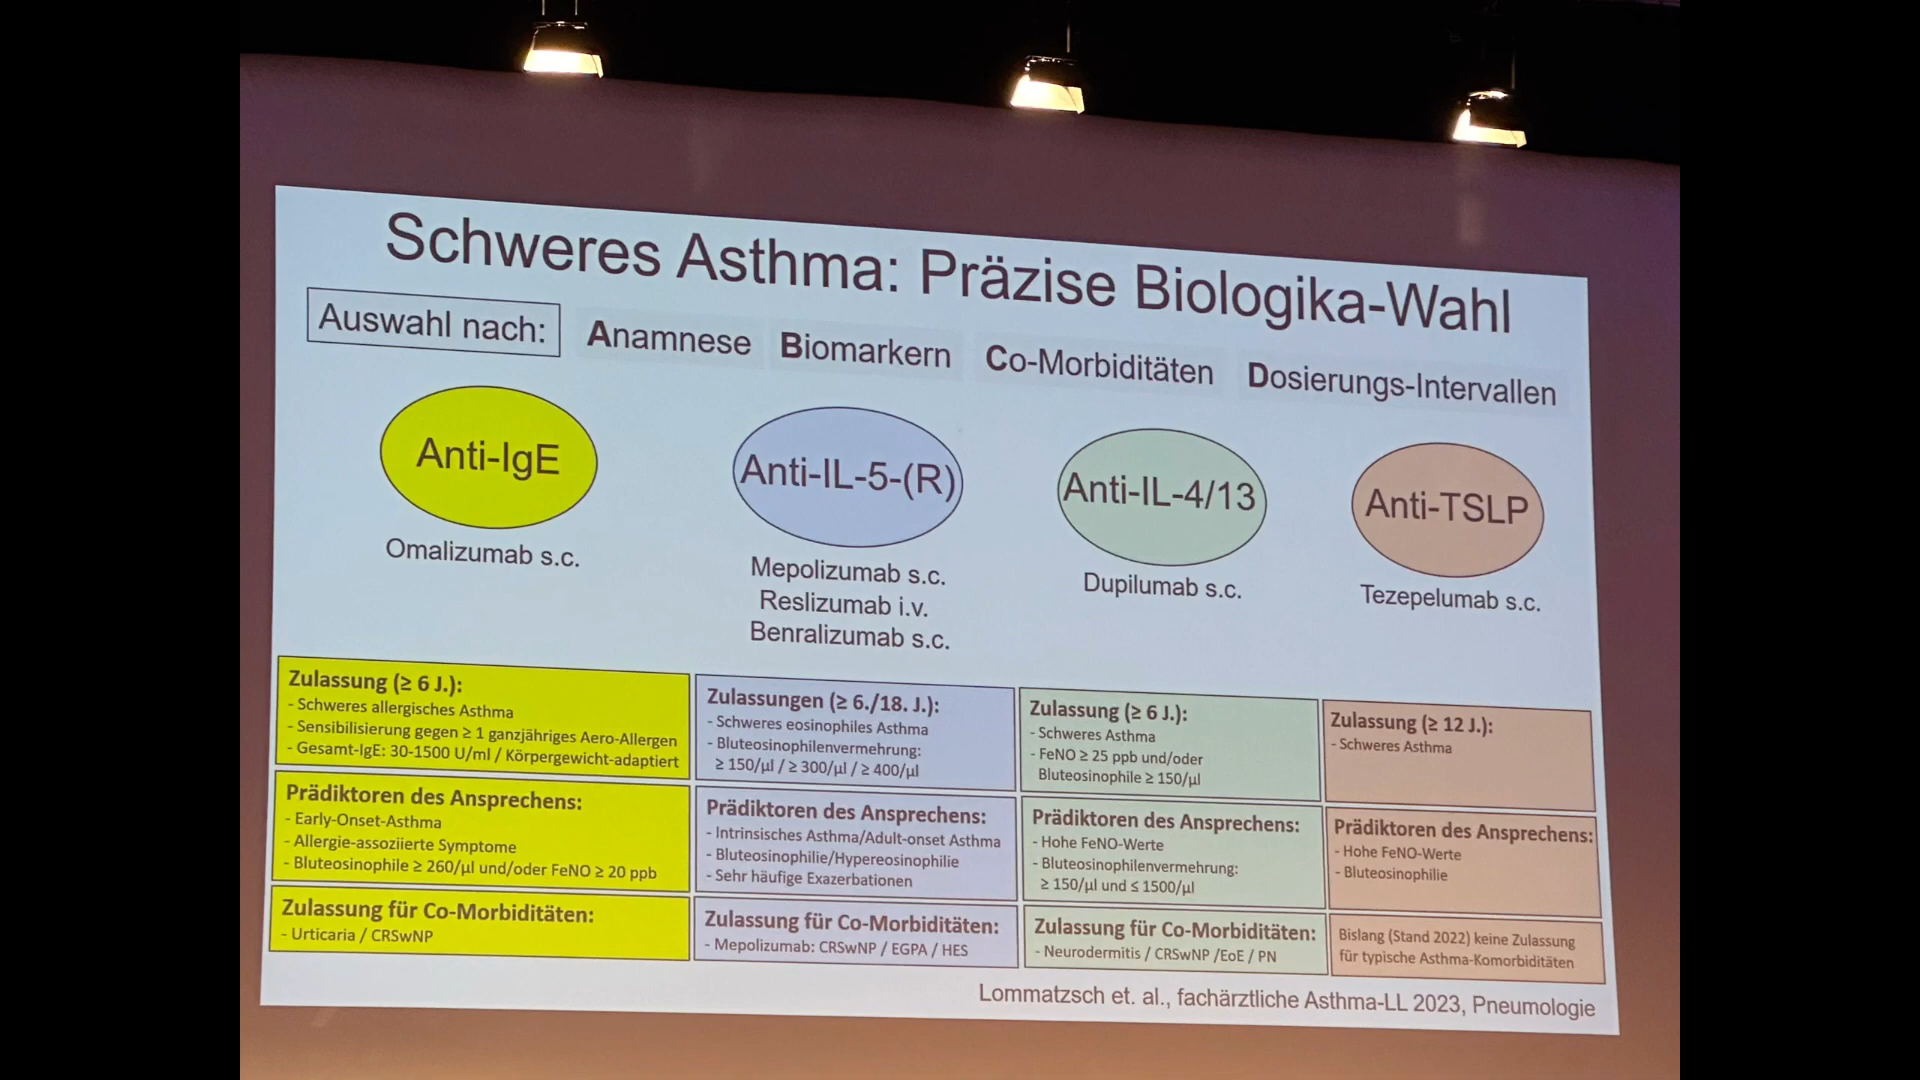 Schweres Asthma: Präzise Biologika-Wahl
Auswahl nach: Anamnese Biomarkern Co-Morbiditäten Dosierungs-Intervallen
Anti-IgE
Omalizumab s.c.
Anti-IL-5-(R)
Mepolizumab s.c.
Reslizumab i.v.
Benralizumab s.c.
Anti-IL-4/13
Dupilumab s.c.
Anti-TSLP
Tezepelumab s.c.
Zulassung (≥ 6 J.):
- Schweres allergisches Asthma
- Sensibilisierung gegen ≥ 1 ganzjähriges Aero-Allergen
- Gesamt-IgE: 30-1500 U/ml / Körpergewicht-adaptiert
Prädiktoren des Ansprechens:
- Early-Onset-Asthma
- Allergie-assoziierte Symptome
- Bluteosinophile ≥ 260/µl und/oder FeNO ≥ 20 ppb
Zulassung für Co-Morbiditäten:
- Urticaria / CRSwNP
Zulassungen (≥ 6./18. J.):
- Schweres eosinophiles Asthma
- Bluteosinophilenvermehrung:
≥ 150/µl / ≥ 300/µl / ≥ 400/µl
Prädiktoren des Ansprechens:
- Intrinsisches Asthma/Adult-onset Asthma
- Bluteosinophilie/Hypereosinophilie
- Sehr häufige Exazerbationen
Zulassung für Co-Morbiditäten:
- Mepolizumab: CRSwNP / EGPA / HES
Zulassung (≥ 6 J.):
- Schweres Asthma
- FeNO ≥ 25 ppb und/oder
Bluteosinophile ≥ 150/µl
Prädiktoren des Ansprechens:
- Hohe FeNO-Werte
- Bluteosinophilenvermehrung:
≥ 150/µl und ≤ 1500/µl
Zulassung für Co-Morbiditäten:
- Neurodermitis / CRSwNP /EoE / PN
Zulassung (≥ 12 J.):
- Schweres Asthma
Prädiktoren des Ansprechens:
- Hohe FeNO-Werte
- Bluteosinophilie
Bislang (Stand 2022) keine Zulassung
für typische Asthma-Komorbiditäten
Lommatzsch et. al., fachärztliche Asthma-LL 2023, Pneumologie